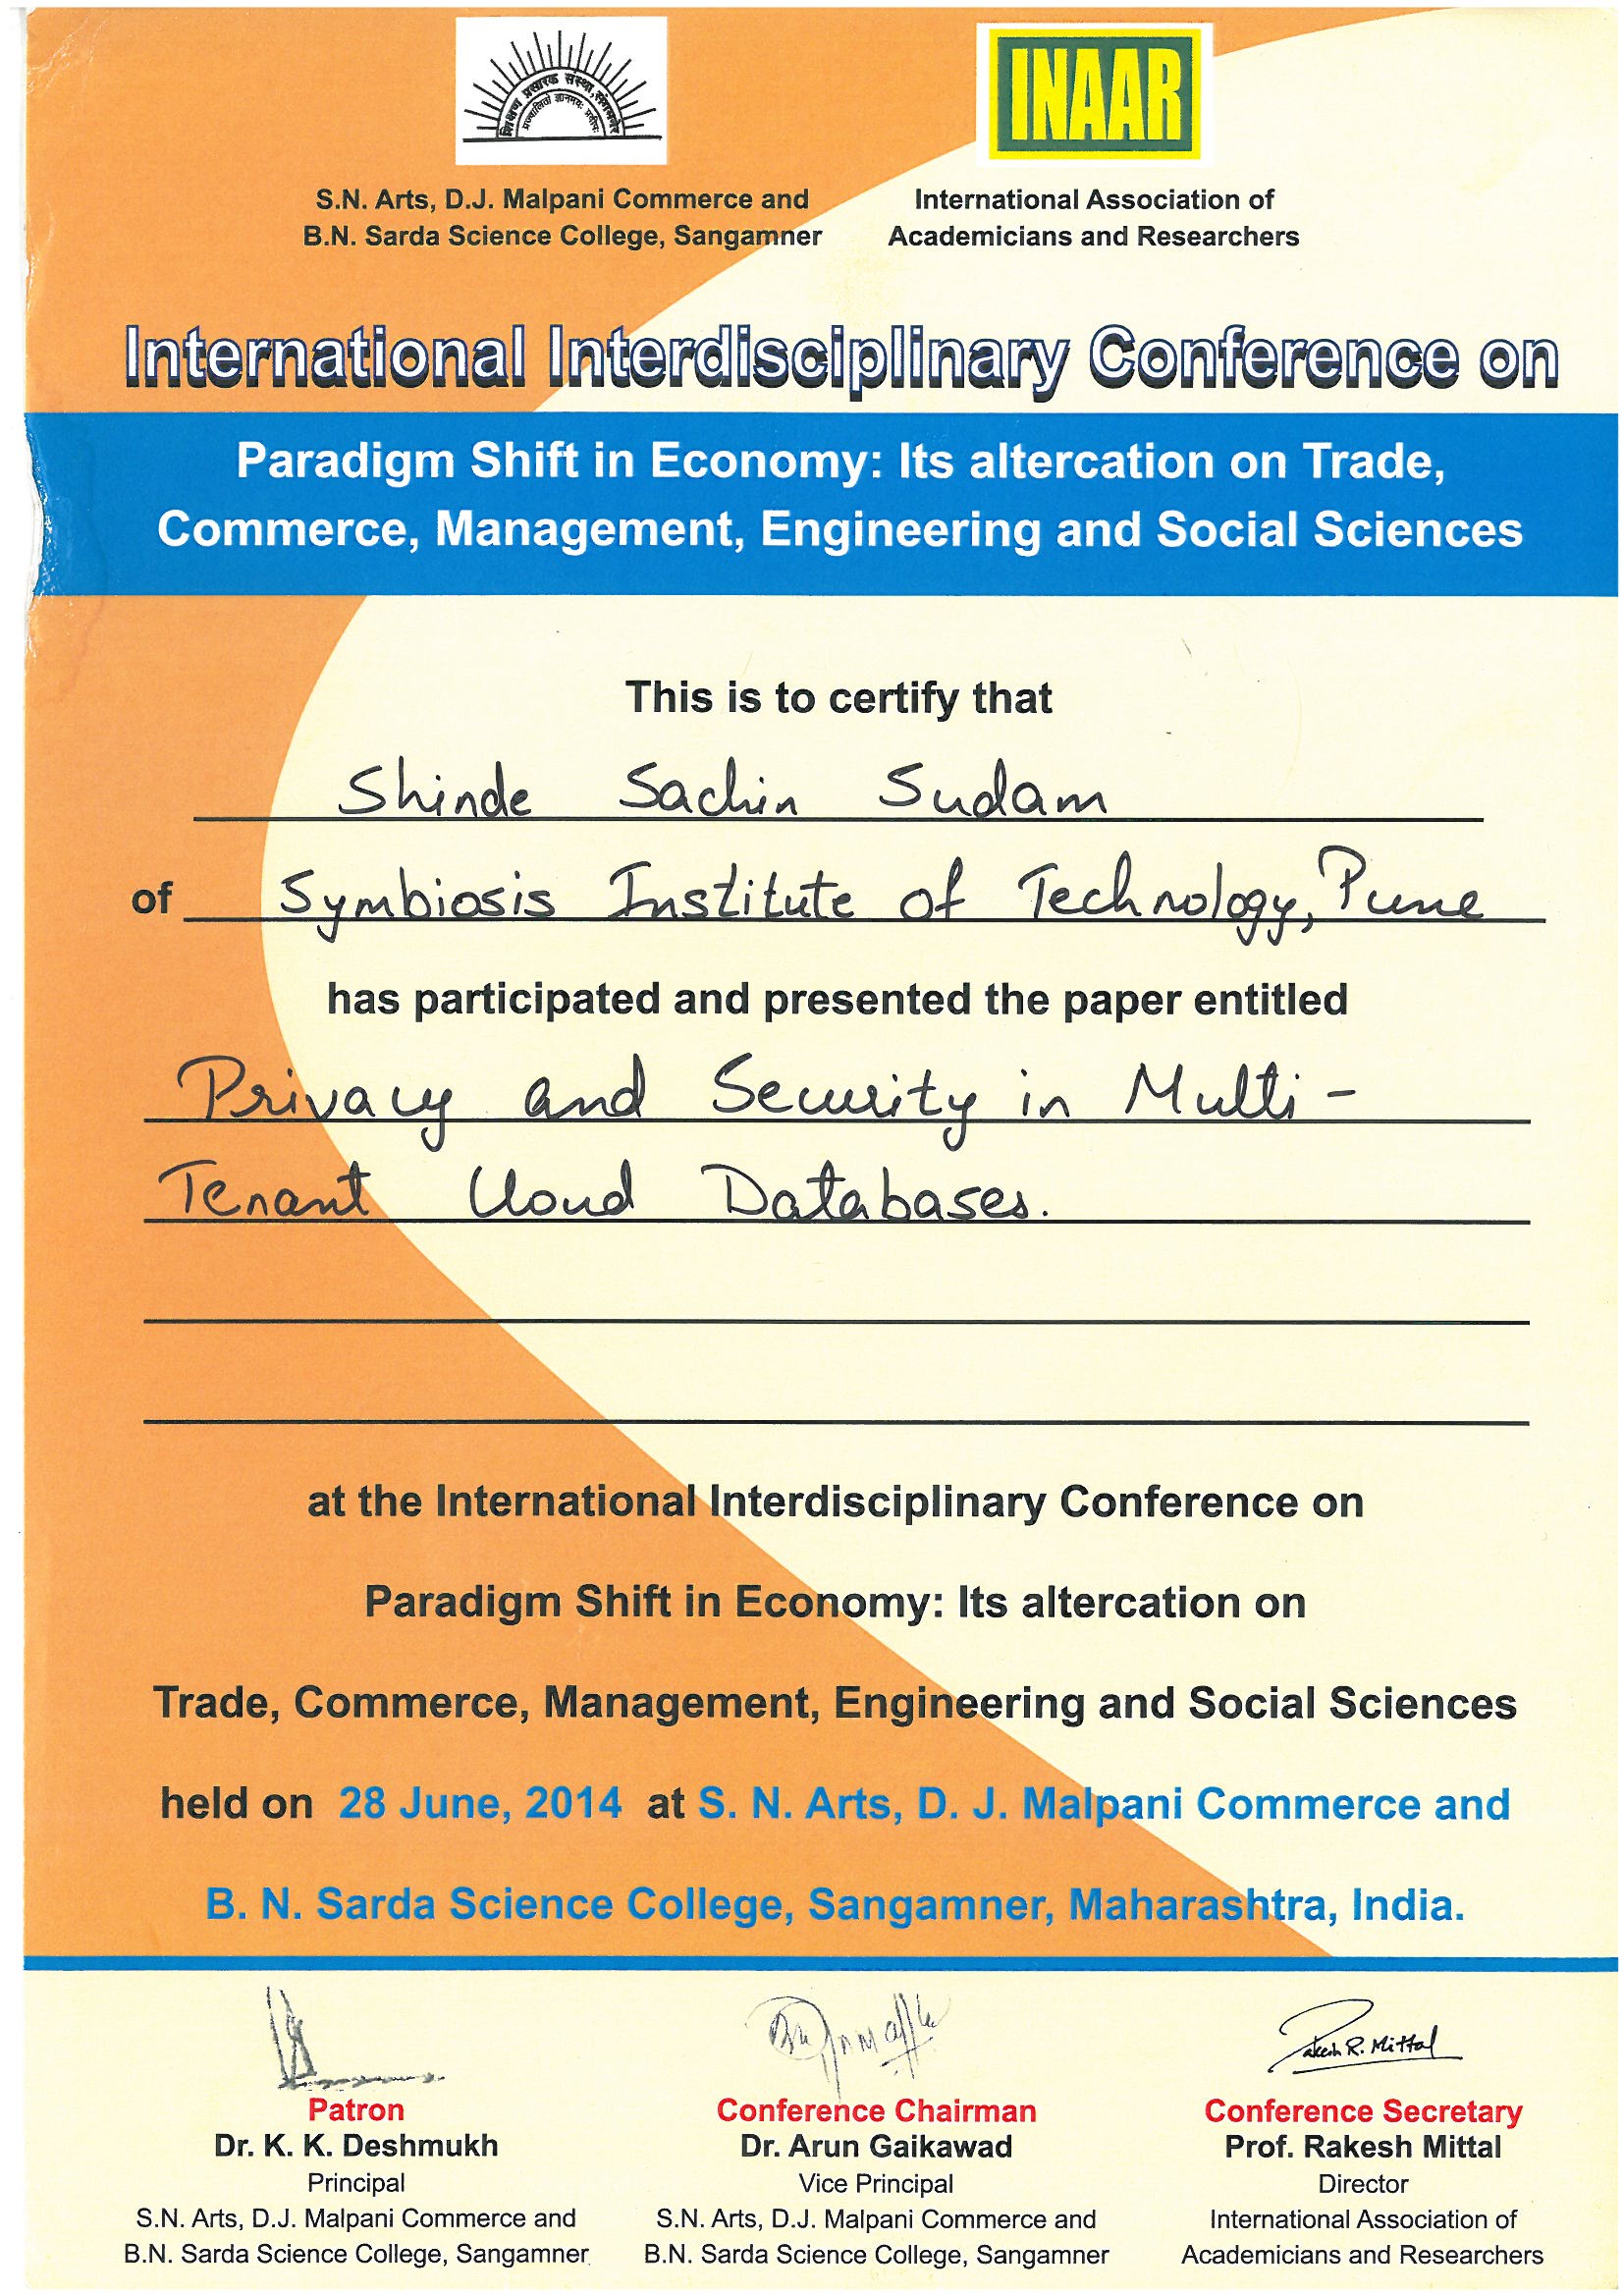 शिक्षण प्रसारक संस्था, संगमनेर
प्रज्वालितो ज्ञानमयः प्रदीपः
INAAR
S.N. Arts, D.J. Malpani Commerce and
B.N. Sarda Science College, Sangamner
International Association of
Academicians and Researchers
International Interdisciplinary Conference on
Paradigm Shift in Economy: Its altercation on Trade,
Commerce, Management, Engineering and Social Sciences
This is to certify that
Shinde Sachin Sudam
of Symbiosis Institute of Technology, Pune
has participated and presented the paper entitled
Privacy and Security in Multi-
Tenant Cloud Databases.
at the International Interdisciplinary Conference on
Paradigm Shift in Economy: Its altercation on
Trade, Commerce, Management, Engineering and Social Sciences
held on 28 June, 2014 at S. N. Arts, D. J. Malpani Commerce and
B. N. Sarda Science College, Sangamner, Maharashtra, India.
Rakesh R. Mittal
Patron
Dr. K. K. Deshmukh
Principal
S.N. Arts, D.J. Malpani Commerce and
B.N. Sarda Science College, Sangamner
Conference Chairman
Dr. Arun Gaikawad
Vice Principal
S.N. Arts, D.J. Malpani Commerce and
B.N. Sarda Science College, Sangamner
Conference Secretary
Prof. Rakesh Mittal
Director
International Association of
Academicians and Researchers